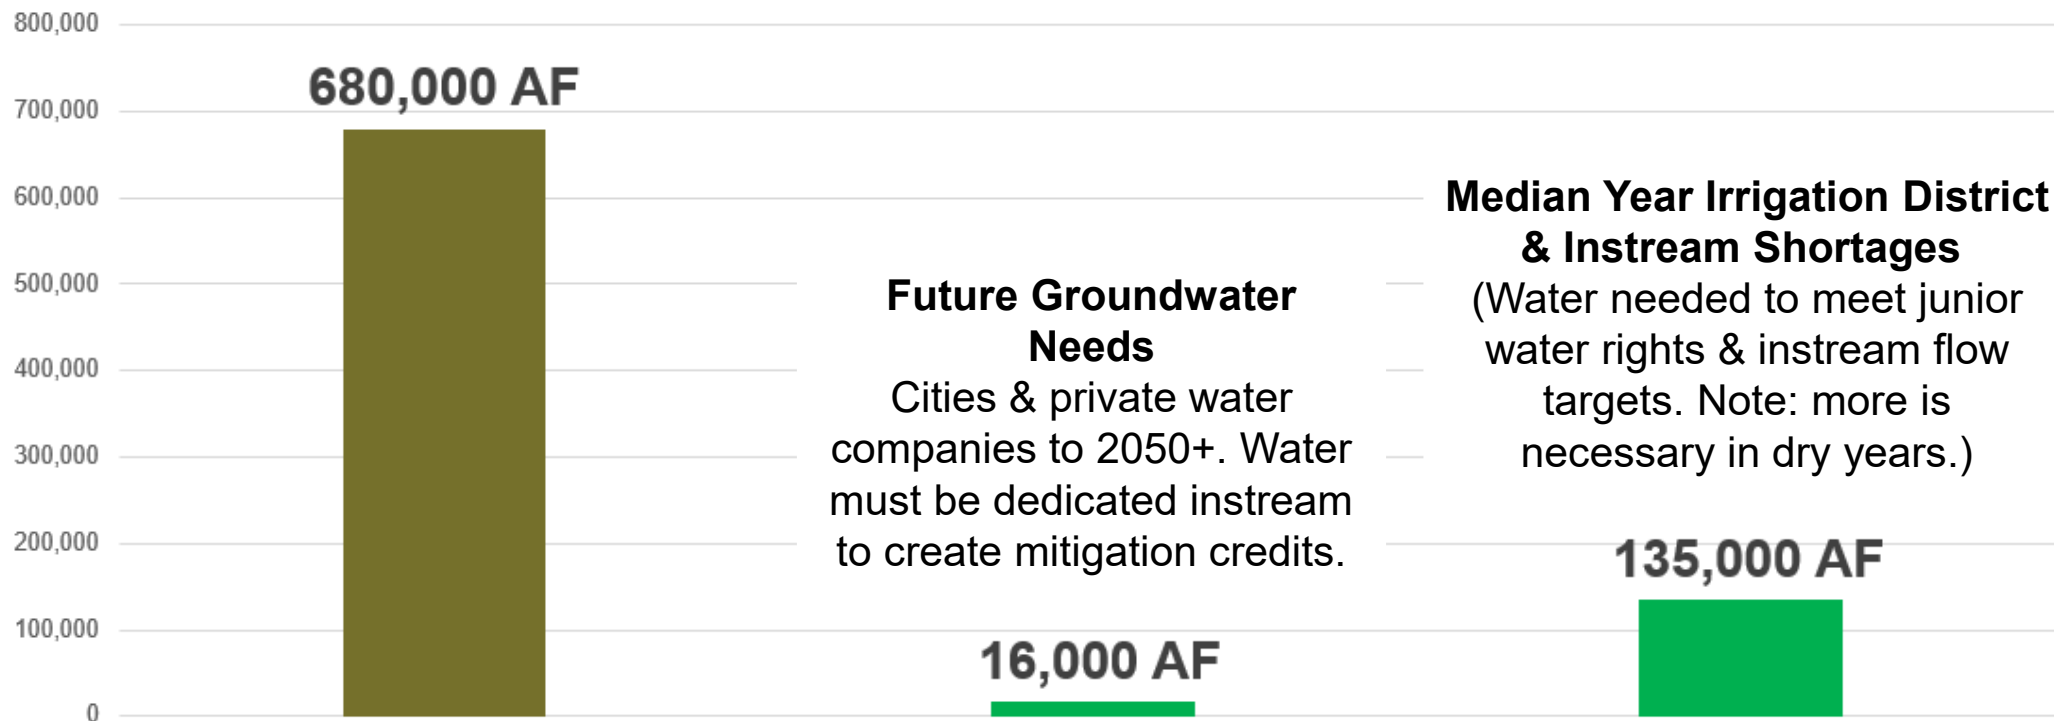 800,000
700,000
600,000
500,000
400,000
300,000
200,000
100,000
0
680,000 AF
Future Groundwater
Needs
Cities & private water
companies to 2050+. Water
must be dedicated instream
to create mitigation credits.
16,000 AF
Median Year Irrigation District
& Instream Shortages
(Water needed to meet junior
water rights & instream flow
targets. Note: more is
necessary in dry years.)
135,000 AF